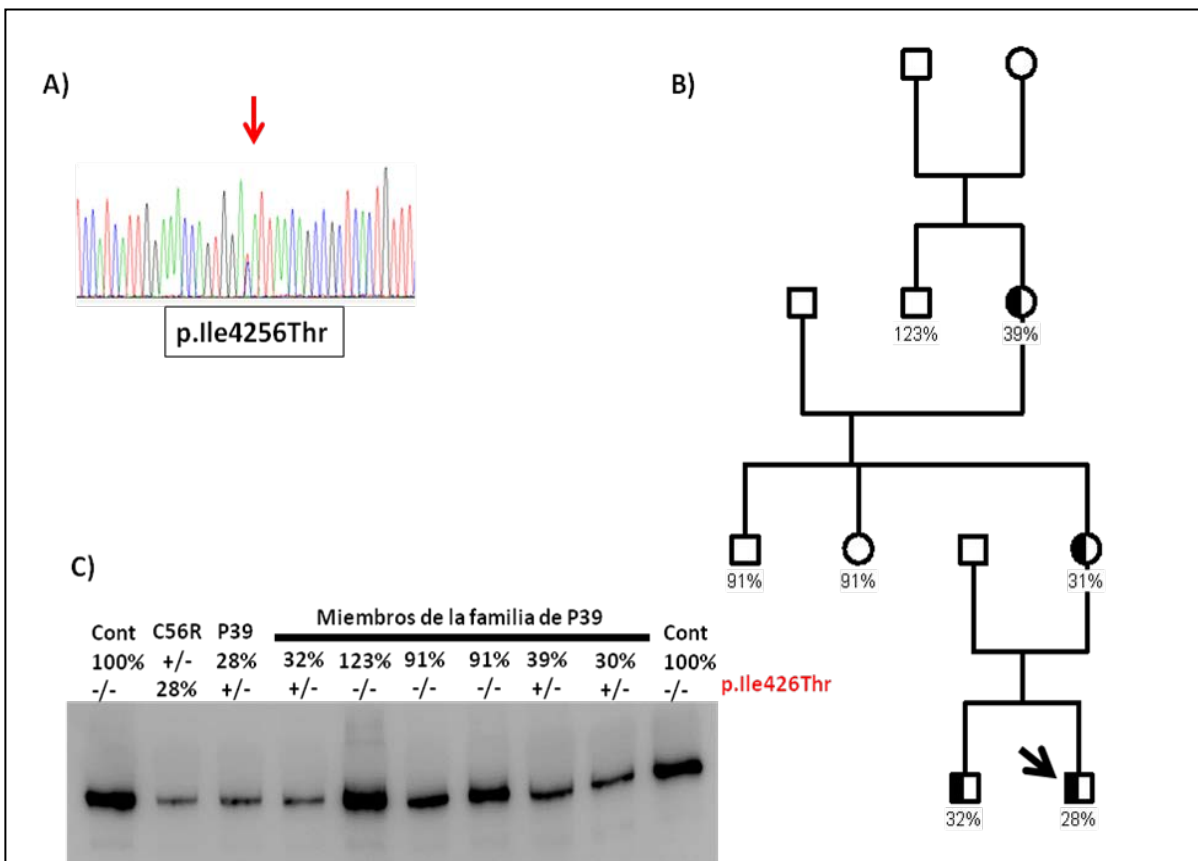 A)
p.Ile4256Thr
B)
123% 39%
91% 91% 31%
32% 28%
C)
Miembros de la familia de P39
Cont C56R P39 Cont
100% +/- 28% 32% 123% 91% 91% 39% 30% 100%
-/- 28% +/- +/- -/- -/- -/- +/- +/- -/-
p.Ile426Thr